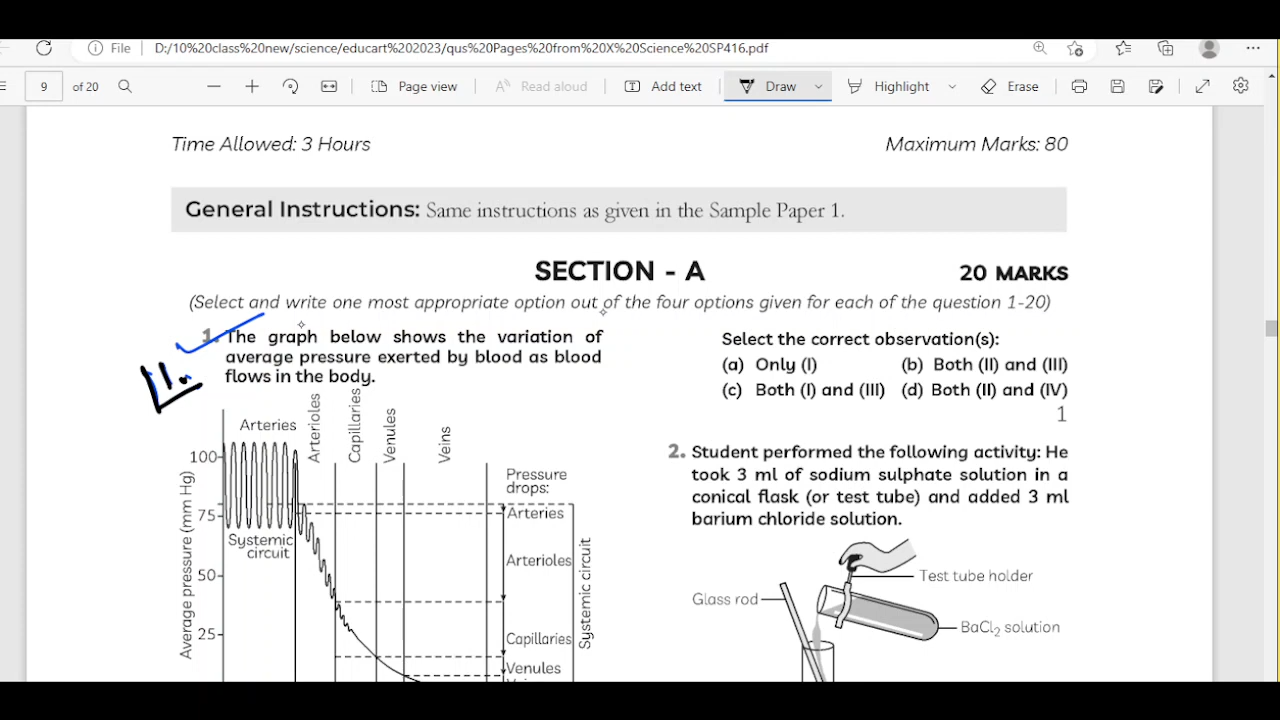 File D:/10%20class%20new/science/educart%202023/qus%20Pages%20from%20X%20Science%20SP416.pdf
9 of 20 Page view Read aloud Add text Draw Highlight Erase
Time Allowed: 3 Hours Maximum Marks: 80
General Instructions: Same instructions as given in the Sample Paper 1.
SECTION - A 20 MARKS
(Select and write one most appropriate option out of the four options given for each of the question 1-20)
1. The graph below shows the variation of
average pressure exerted by blood as blood
flows in the body.
Arteries
Arterioles
Capillaries
Venules
Veins
100
75
50
25
Average pressure (mm Hg)
Systemic
circuit
Pressure
drops:
Arteries
Arterioles
Capillaries
Venules
Systemic circuit
Select the correct observation(s):
(a) Only (I) (b) Both (II) and (III)
(c) Both (I) and (III) (d) Both (II) and (IV)
1
2. Student performed the following activity: He
took 3 ml of sodium sulphate solution in a
conical flask (or test tube) and added 3 ml
barium chloride solution.
Test tube holder
Glass rod
BaCl₂ solution